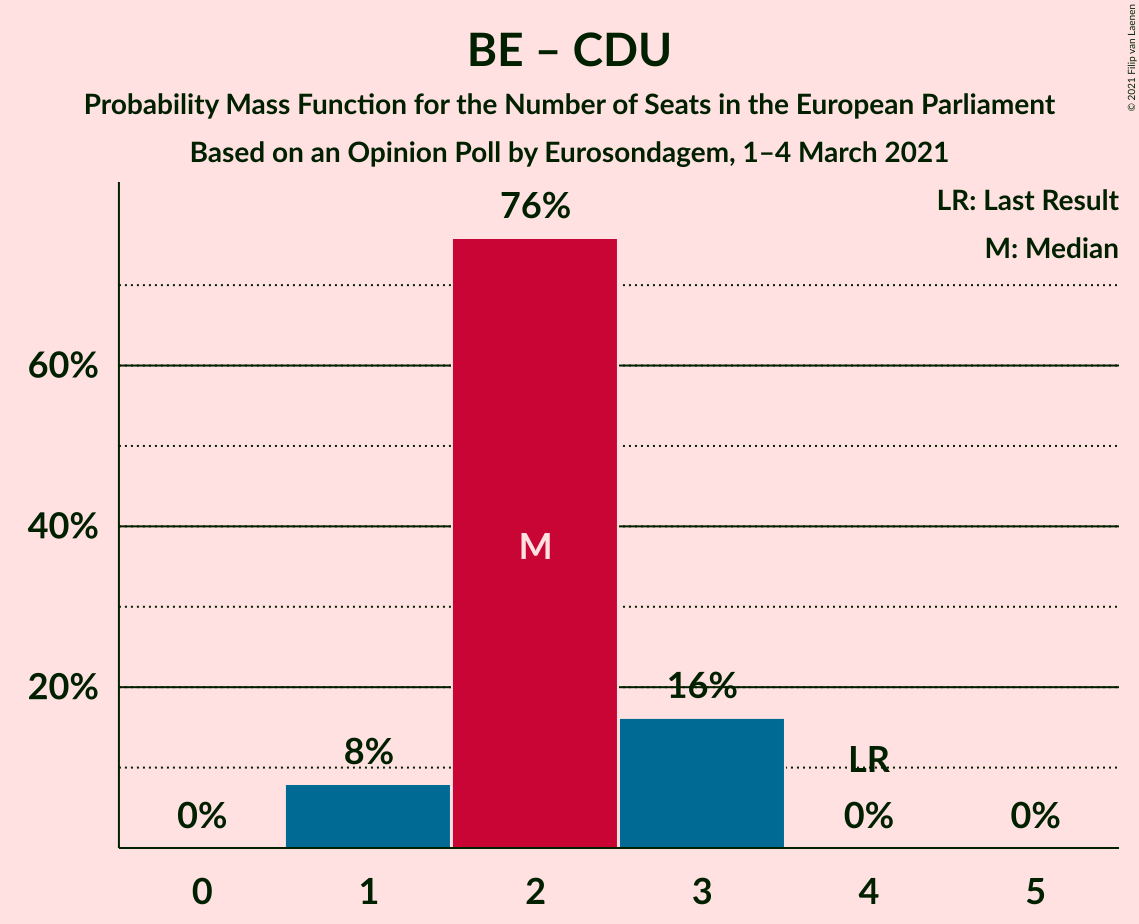 BE – CDU
Probability Mass Function for the Number of Seats in the European Parliament
Based on an Opinion Poll by Eurosondagem, 1–4 March 2021
© 2021 Filip van Laenen
LR: Last Result
M: Median
76%
60%
40%
M
20%
16%
8%
LR
0%
0%
0%
0
1
2
3
4
5